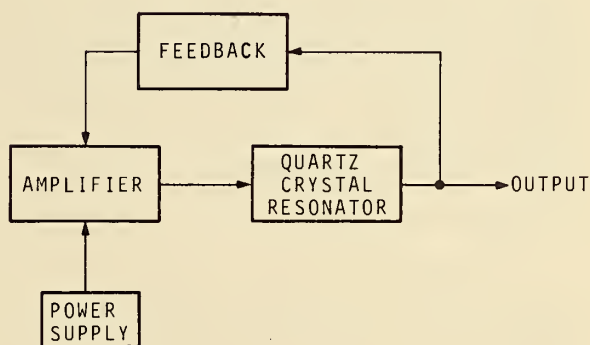 FEEDBACK
AMPLIFIER
QUARTZ
CRYSTAL
RESONATOR
OUTPUT
POWER
SUPPLY